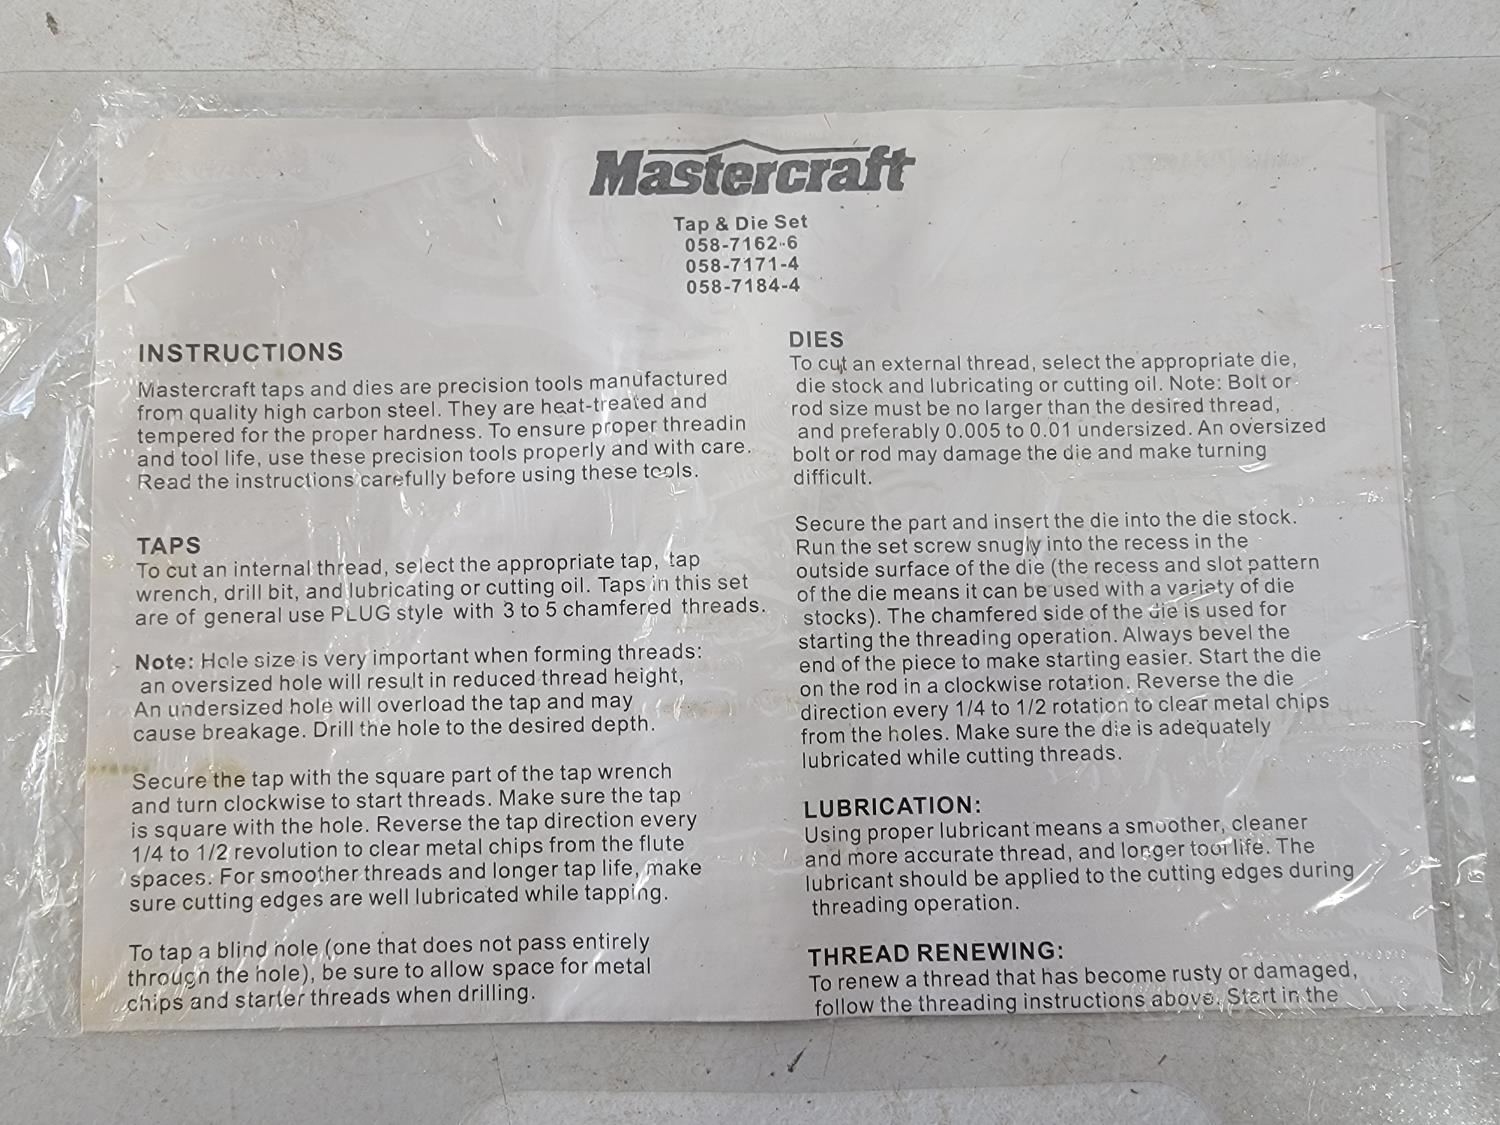 Mastercraft
Tap & Die Set
058-7162-6
058-7171-4
058-7184-4
INSTRUCTIONS
Mastercraft taps and dies are precision tools manufactured
from quality high carbon steel. They are heat-treated and
tempered for the proper hardness. To ensure proper threadin
and tool life, use these precision tools properly and with care.
Read the instructions carefully before using these tools.
TAPS
To cut an internal thread, select the appropriate tap, tap
wrench, drill bit, and lubricating or cutting oil. Taps in this set
are of general use PLUG style with 3 to 5 chamfered threads.
Note: Hole size is very important when forming threads:
an oversized hole will result in reduced thread height,
An undersized hole will overload the tap and may
cause breakage. Drill the hole to the desired depth.
Secure the tap with the square part of the tap wrench
and turn clockwise to start threads. Make sure the tap
is square with the hole. Reverse the tap direction every
1/4 to 1/2 revolution to clear metal chips from the flute
spaces. For smoother threads and longer tap life, make
sure cutting edges are well lubricated while tapping.
To tap a blind hole (one that does not pass entirely
through the hole), be sure to allow space for metal
chips and starter threads when drilling.
DIES
To cut an external thread, select the appropriate die,
die stock and lubricating or cutting oil. Note: Bolt or
rod size must be no larger than the desired thread,
and preferably 0.005 to 0.01 undersized. An oversized
bolt or rod may damage the die and make turning
difficult.
Secure the part and insert the die into the die stock.
Run the set screw snugly into the recess in the
outside surface of the die (the recess and slot pattern
of the die means it can be used with a variety of die
stocks). The chamfered side of the die is used for
starting the threading operation. Always bevel the
end of the piece to make starting easier. Start the die
on the rod in a clockwise rotation. Reverse the die
direction every 1/4 to 1/2 rotation to clear metal chips
from the holes. Make sure the die is adequately
lubricated while cutting threads.
LUBRICATION:
Using proper lubricant means a smoother, cleaner
and more accurate thread, and longer tool life. The
lubricant should be applied to the cutting edges during
threading operation.
THREAD RENEWING:
To renew a thread that has become rusty or damaged,
follow the threading instructions above. Start in the